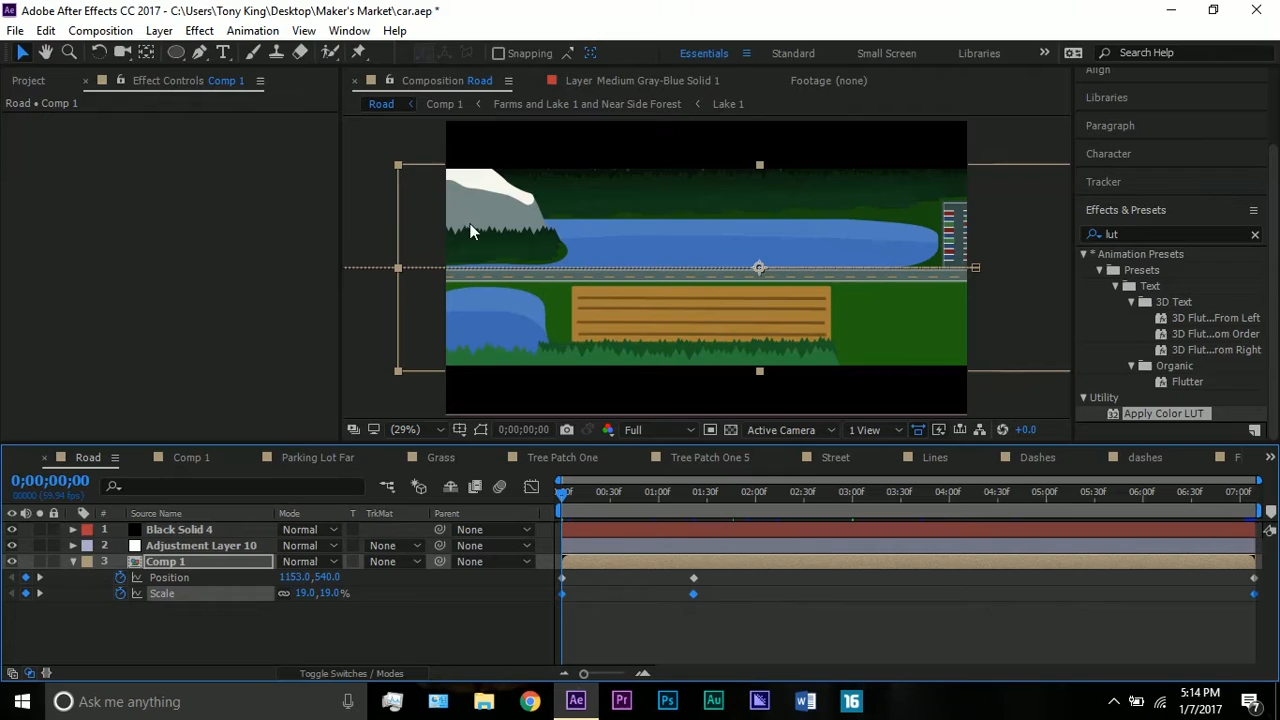 Adobe After Effects CC 2017 - C:\Users\Tony King\Desktop\Maker's Market\car.aep *
File Edit Composition Layer Effect Animation View Window Help
Snapping Essentials Standard Small Screen Libraries Search Help
Project Effect Controls Comp 1 Composition Road Layer Medium Gray-Blue Solid 1 Footage (none)
Align
Road • Comp 1
Road Comp 1 Farms and Lake 1 and Near Side Forest Lake 1
Libraries
Paragraph
Character
Tracker
Effects & Presets
lut
* Animation Presets
Presets
Text
3D Text
3D Flut...From Left
3D Flut...om Order
3D Flut...rom Right
Organic
Flutter
Utility
Apply Color LUT
(29%) 0;00;00;00 Full Active Camera 1 View +0.0
Road Comp 1 Parking Lot Far Grass Tree Patch One Tree Patch One 5 Street Lines Dashes dashes F
0;00;00;00
00000 (59.94 fps)
00:30f 01:00f 01:30f 02:00f 02:30f 03:00f 03:30f 04:00f 04:30f 05:00f 05:30f 06:00f 06:30f 07:00f
# Source Name Mode T TrkMat Parent
1 Black Solid 4 Normal None
2 Adjustment Layer 10 Normal None None
3 Comp 1 Normal None None
Position 1153.0,540.0
Scale 19.0,19.0%
Toggle Switches / Modes
Ask me anything
Ae Pr Ps Au 16
5:14 PM
1/7/2017
7